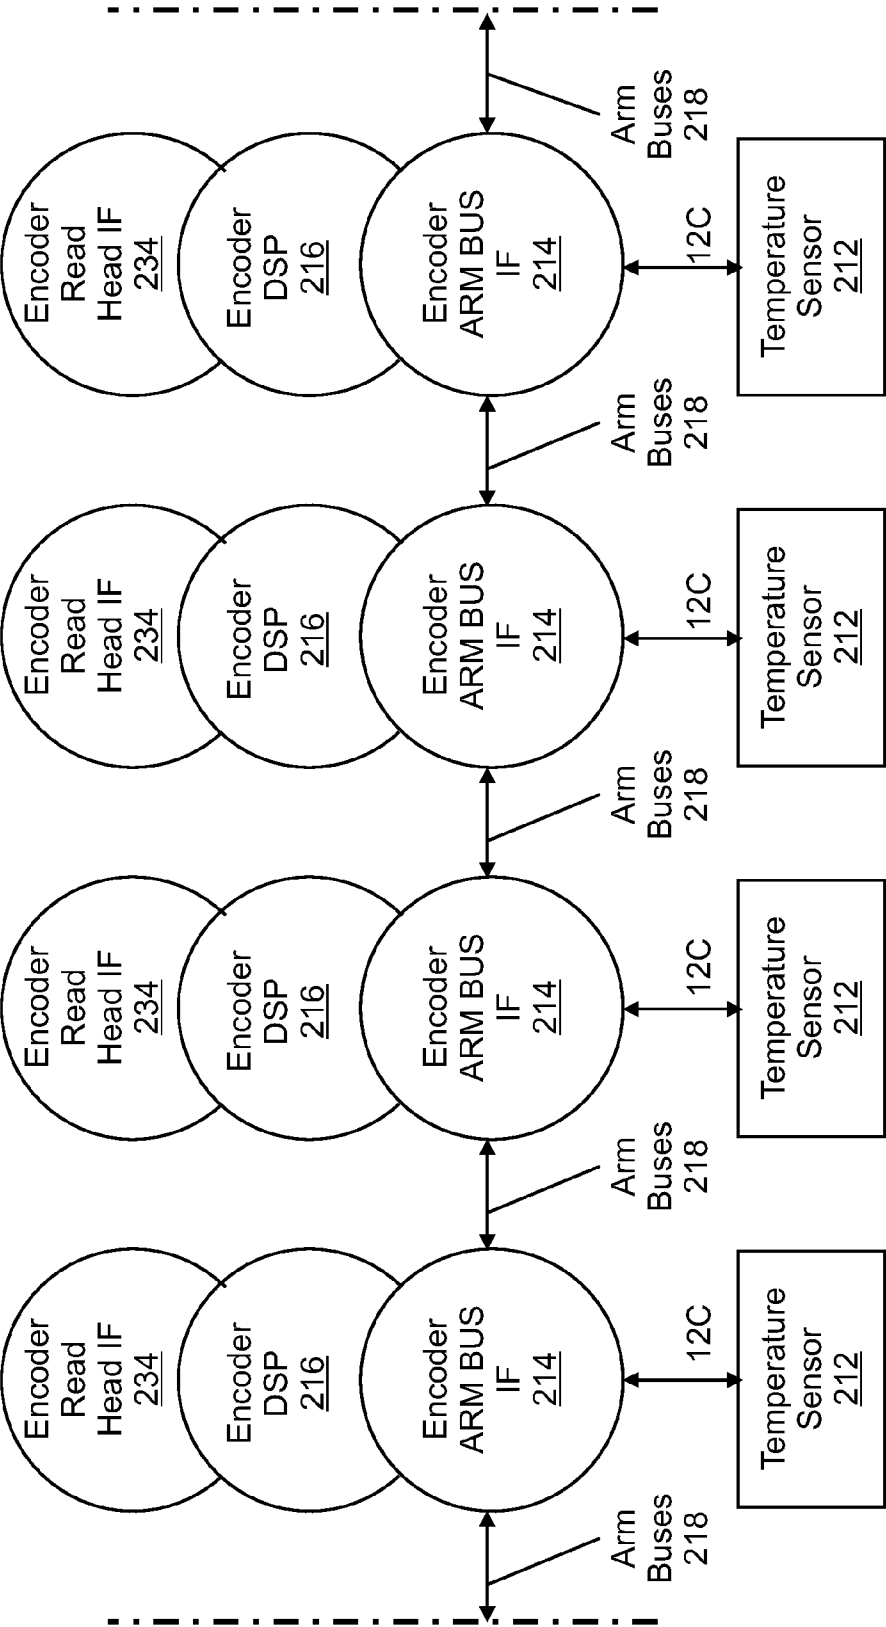 Encoder
Read
Head IF
234
Encoder
Read
Head IF
234
Encoder
Read
Head IF
234
Encoder
Read
Head IF
234
Encoder
DSP
216
Encoder
DSP
216
Encoder
DSP
216
Encoder
DSP
216
Encoder
ARM BUS
IF
214
Encoder
ARM BUS
IF
214
Encoder
ARM BUS
IF
214
Encoder
ARM BUS
IF
214
Arm
Buses
218
Arm
Buses
218
Arm
Buses
218
Arm
Buses
218
Arm
Buses
218
12C
12C
12C
12C
Temperature
Sensor
212
Temperature
Sensor
212
Temperature
Sensor
212
Temperature
Sensor
212